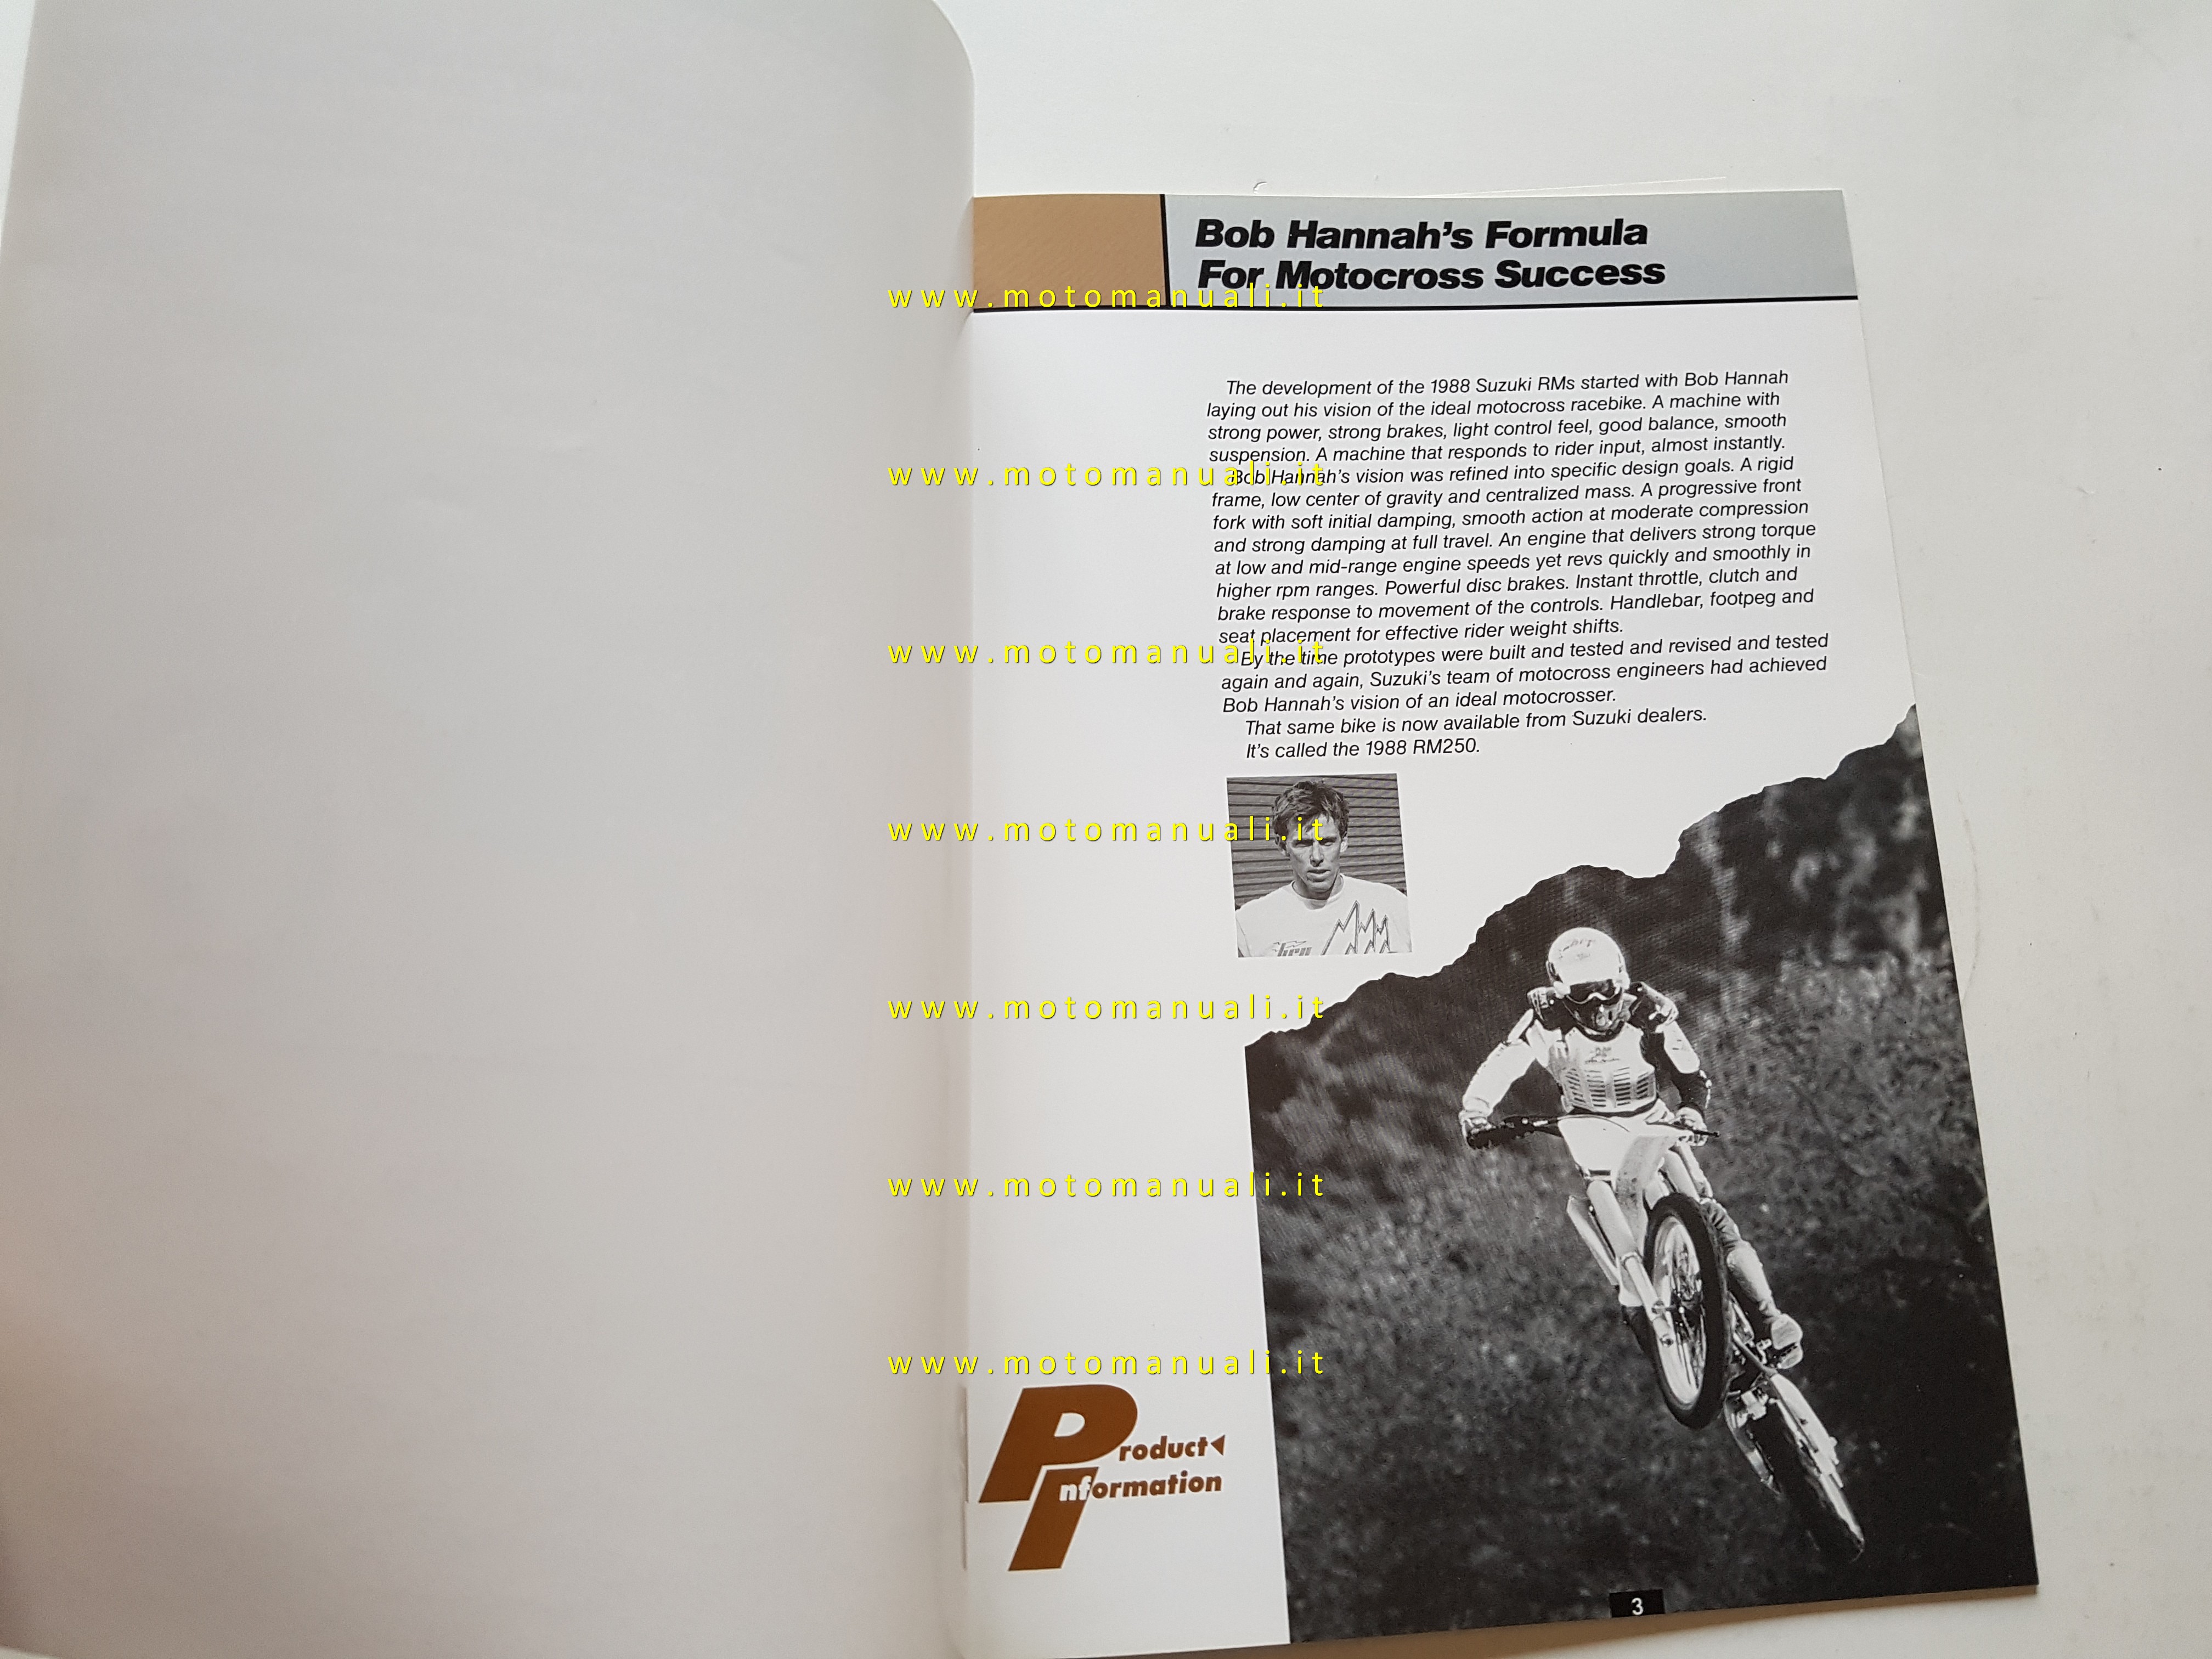 Bob Hannah's Formula
For Motocross Success
www.motomanuali.it
The development of the 1988 Suzuki RMs started with Bob Hannah
laying out his vision of the ideal motocross racebike. A machine with
strong power, strong brakes, light control feel, good balance, smooth
suspension. A machine that responds to rider input, almost instantly.
www.motomanuali.it
Bob Hannah's vision was refined into specific design goals. A rigid
frame, low center of gravity and centralized mass. A progressive front
fork with soft initial damping, smooth action at moderate compression
and strong damping at full travel. An engine that delivers strong torque
at low and mid-range engine speeds yet revs quickly and smoothly in
higher rpm ranges. Powerful disc brakes. Instant throttle, clutch and
brake response to movement of the controls. Handlebar, footpeg and
seat placement for effective rider weight shifts.
www.motomanuali.it
By the time prototypes were built and tested and revised and tested
again and again, Suzuki's team of motocross engineers had achieved
Bob Hannah's vision of an ideal motocrosser.
That same bike is now available from Suzuki dealers.
It's called the 1988 RM250.
www.motomanuali.it
www.motomanuali.it
www.motomanuali.it
www.motomanuali.it
Product
Information
3